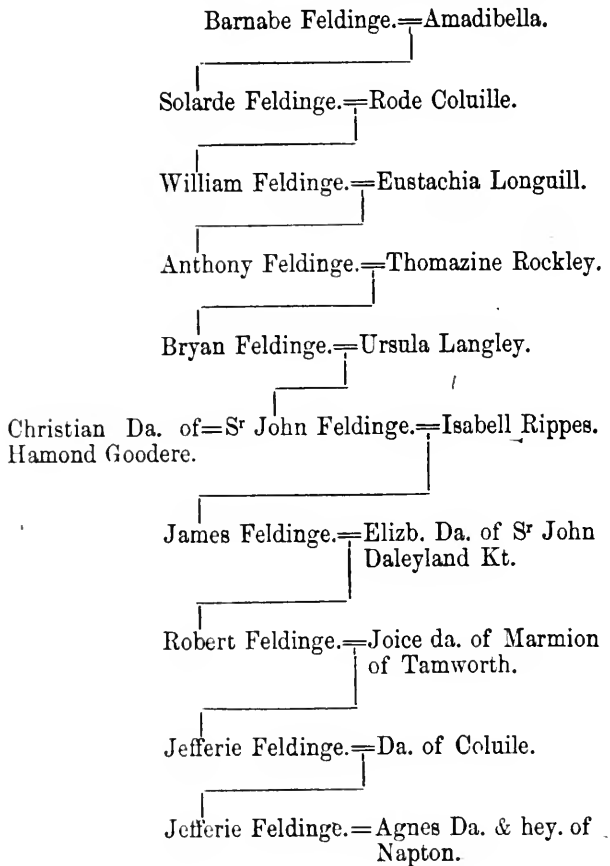 Barnabe Feldinge.=Amadibella.
Solarde Feldinge.=Rode Coluille.
William Feldinge.=Eustachia Longuill.
Anthony Feldinge.=Thomazine Rockley.
Bryan Feldinge.=Ursula Langley.
Christian Da. of=Sʳ John Feldinge.=Isabell Rippes.
Hamond Goodere.
James Feldinge.=Elizb. Da. of Sʳ John
Daleyland Kt.
Robert Feldinge.=Joice da. of Marmion
of Tamworth.
Jefferie Feldinge.=Da. of Coluile.
Jefferie Feldinge.=Agnes Da. & hey. of
Napton.